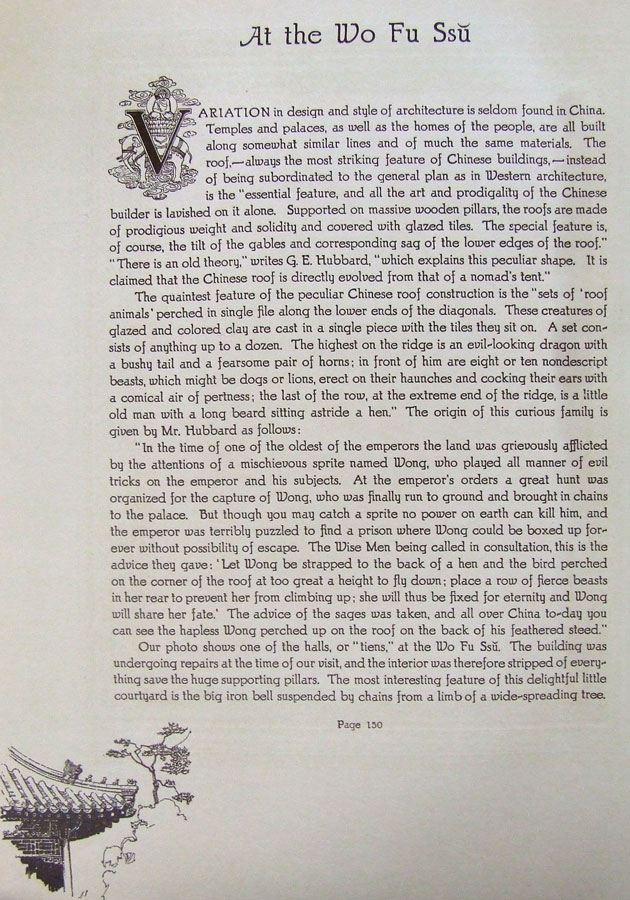 At the Wo Fu Ssŭ
VARIATION in design and style of architecture is seldom found in China.
Temples and palaces, as well as the homes of the people, are all built
along somewhat similar lines and of much the same materials. The
roof,—always the most striking feature of Chinese buildings,—instead
of being subordinated to the general plan as in Western architecture,
is the "essential feature, and all the art and prodigality of the Chinese
builder is lavished on it alone. Supported on massive wooden pillars, the roofs are made
of prodigious weight and solidity and covered with glazed tiles. The special feature is,
of course, the tilt of the gables and corresponding sag of the lower edges of the roof."
"There is an old theory," writes G. E. Hubbard, "which explains this peculiar shape. It is
claimed that the Chinese roof is directly evolved from that of a nomad's tent."
The quaintest feature of the peculiar Chinese roof construction is the "sets of 'roof
animals' perched in single file along the lower ends of the diagonals. These creatures of
glazed and colored clay are cast in a single piece with the tiles they sit on. A set con-
sists of anything up to a dozen. The highest on the ridge is an evil-looking dragon with
a bushy tail and a fearsome pair of horns; in front of him are eight or ten nondescript
beasts, which might be dogs or lions, erect on their haunches and cocking their ears with
a comical air of pertness; the last of the row, at the extreme end of the ridge, is a little
old man with a long beard sitting astride a hen." The origin of this curious family is
given by Mr. Hubbard as follows:
"In the time of one of the oldest of the emperors the land was grievously afflicted
by the attentions of a mischievous sprite named Wong, who played all manner of evil
tricks on the emperor and his subjects. At the emperor's orders a great hunt was
organized for the capture of Wong, who was finally run to ground and brought in chains
to the palace. But though you may catch a sprite no power on earth can kill him, and
the emperor was terribly puzzled to find a prison where Wong could be boxed up for-
ever without possibility of escape. The Wise Men being called in consultation, this is the
advice they gave: 'Let Wong be strapped to the back of a hen and the bird perched
on the corner of the roof at too great a height to fly down; place a row of fierce beasts
in her rear to prevent her from climbing up; she will thus be fixed for eternity and Wong
will share her fate.' The advice of the sages was taken, and all over China to-day you
can see the hapless Wong perched up on the roof on the back of his feathered steed."
Our photo shows one of the halls, or "tiens," at the Wo Fu Ssŭ. The building was
undergoing repairs at the time of our visit, and the interior was therefore stripped of every-
thing save the huge supporting pillars. The most interesting feature of this delightful little
courtyard is the big iron bell suspended by chains from a limb of a wide-spreading tree.
Page 150